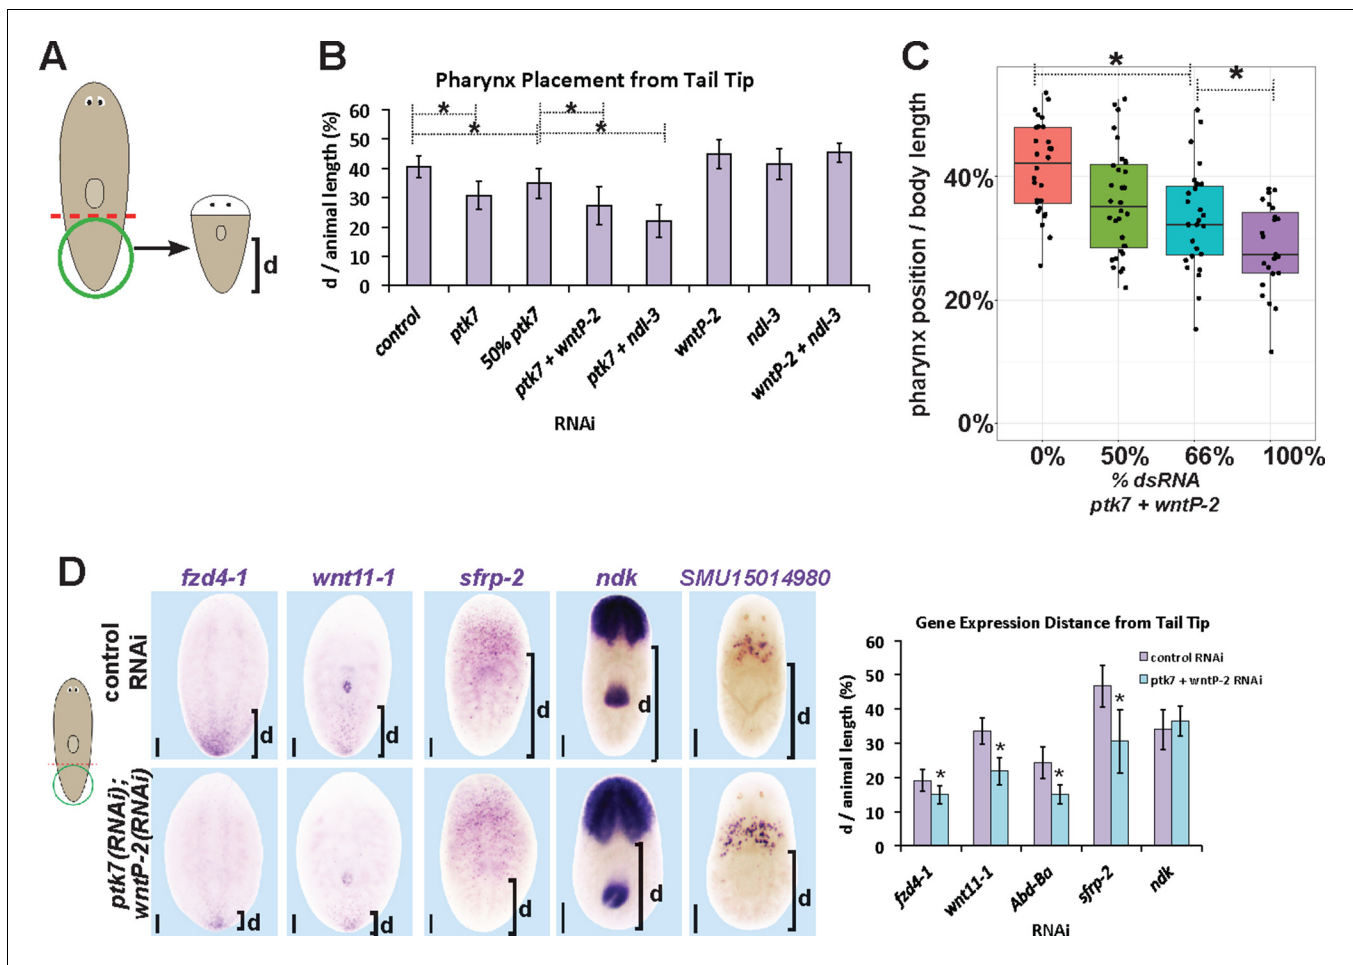 A
d
B
Pharynx Placement from Tail Tip
d / animal length (%)
60
50
40
30
20
10
0
* * * *
control
ptk7
50% ptk7
ptk7 + wntP-2
ptk7 + ndl-3
wntP-2
ndl-3
wntP-2 + ndl-3
RNAi
C
* *
pharynx position / body length
40%
20%
0%
0% 50% 66% 100%
% dsRNA
ptk7 + wntP-2
D
fzd4-1 wnt11-1 sfrp-2 ndk SMU15014980
control
RNAi
d d d d d
ptk7(RNAi);
wntP-2(RNAi)
d d d d d
Gene Expression Distance from Tail Tip
control RNAi
ptk7 + wntP-2 RNAi
d / animal length (%)
60
50
40
30
20
10
0
* * * *
fzd4-1
wnt11-1
Abd-Ba
sfrp-2
ndk
RNAi